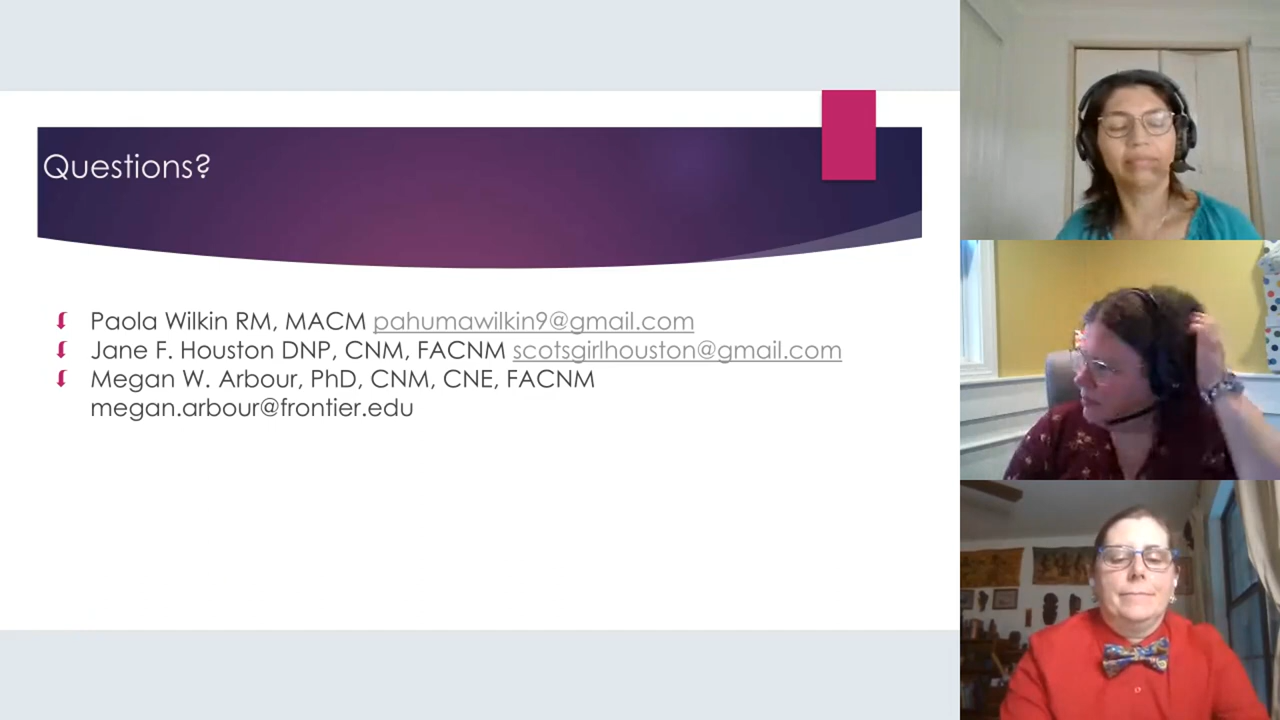 Questions?
Paola Wilkin RM, MACM pahumawilkin9@gmail.com
Jane F. Houston DNP, CNM, FACNM scotsgirlhouston@gmail.com
Megan W. Arbour, PhD, CNM, CNE, FACNM
megan.arbour@frontier.edu